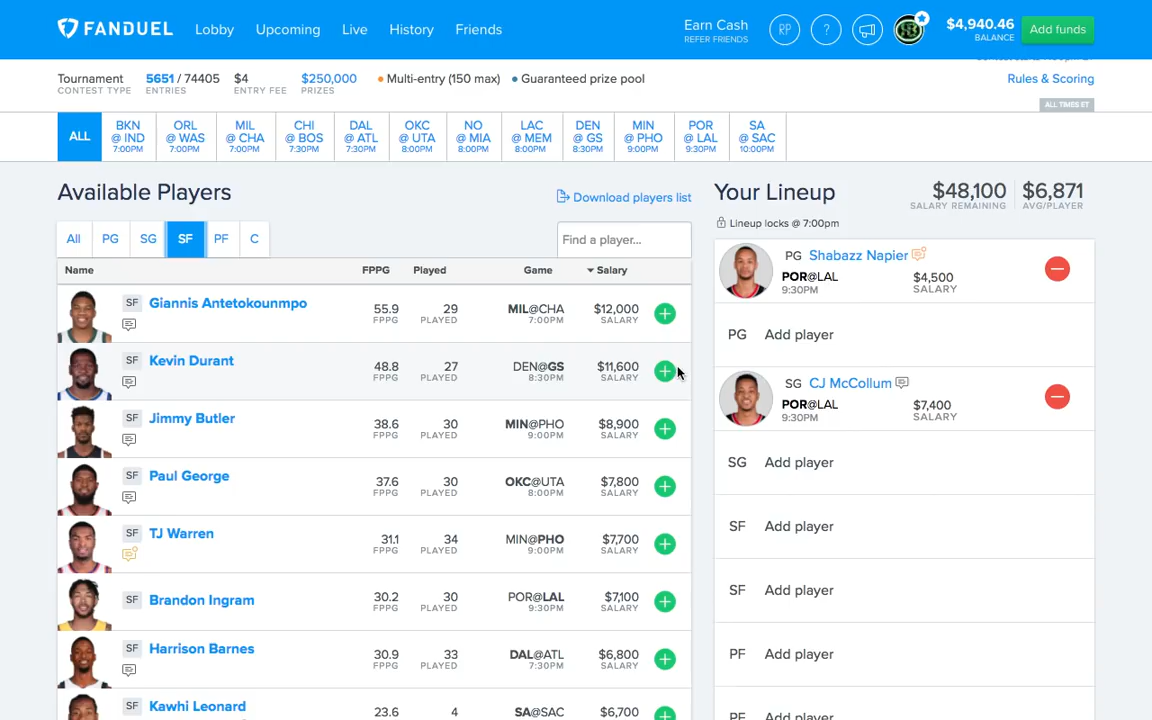 FANDUEL
Lobby
Upcoming
Live
History
Friends
Earn Cash
REFER FRIENDS
RP
?
$4,940.46
BALANCE
Add funds
Tournament
CONTEST TYPE
5651 / 74405
ENTRIES
$4
ENTRY FEE
$250,000
PRIZES
Multi-entry (150 max)
Guaranteed prize pool
Rules & Scoring
ALL TIMES ET
ALL
BKN
@ IND
7:00PM
ORL
@ WAS
7:00PM
MIL
@ CHA
7:00PM
CHI
@ BOS
7:30PM
DAL
@ ATL
7:30PM
OKC
@ UTA
8:00PM
NO
@ MIA
8:00PM
LAC
@ MEM
8:00PM
DEN
@ GS
8:30PM
MIN
@ PHO
9:00PM
POR
@ LAL
9:30PM
SA
@ SAC
10:00PM
Available Players
Download players list
All
PG
SG
SF
PF
C
Find a player...
Name
FPPG
Played
Game
Salary
SF Giannis Antetokounmpo
55.9
FPPG
29
PLAYED
MIL@CHA
7:00PM
$12,000
SALARY
SF Kevin Durant
48.8
FPPG
27
PLAYED
DEN@GS
8:30PM
$11,600
SALARY
SF Jimmy Butler
38.6
FPPG
30
PLAYED
MIN@PHO
9:00PM
$8,900
SALARY
SF Paul George
37.6
FPPG
30
PLAYED
OKC@UTA
8:00PM
$7,800
SALARY
SF TJ Warren
31.1
FPPG
34
PLAYED
MIN@PHO
9:00PM
$7,700
SALARY
SF Brandon Ingram
30.2
FPPG
30
PLAYED
POR@LAL
9:30PM
$7,100
SALARY
SF Harrison Barnes
30.9
FPPG
33
PLAYED
DAL@ATL
7:30PM
$6,800
SALARY
SF Kawhi Leonard
23.6
FPPG
4
PLAYED
SA@SAC
$6,700
SALARY
Your Lineup
$48,100
SALARY REMAINING
$6,871
AVG/PLAYER
Lineup locks @ 7:00pm
PG Shabazz Napier
POR@LAL
9:30PM
$4,500
SALARY
PG Add player
SG CJ McCollum
POR@LAL
9:30PM
$7,400
SALARY
SG Add player
SF Add player
SF Add player
PF Add player
PF Add player